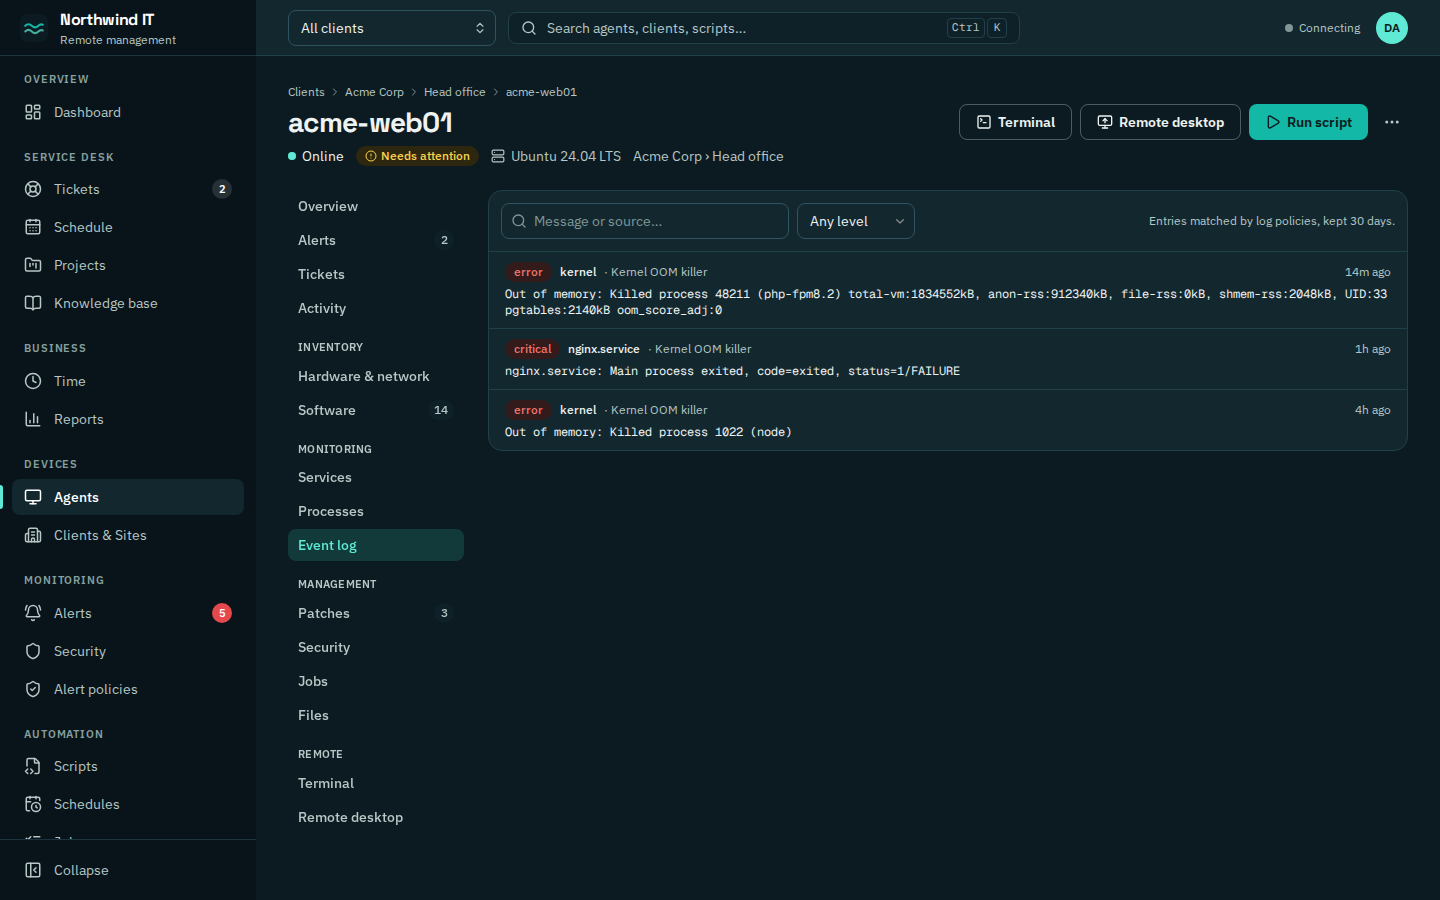 Northwind IT
Remote management
All clients
Search agents, clients, scripts...
Ctrl K
Connecting
DA
OVERVIEW
Dashboard
SERVICE DESK
Tickets 2
Schedule
Projects
Knowledge base
BUSINESS
Time
Reports
DEVICES
Agents
Clients & Sites
MONITORING
Alerts 5
Security
Alert policies
AUTOMATION
Scripts
Schedules
Collapse
Clients > Acme Corp > Head office > acme-web01
acme-web01
Terminal
Remote desktop
Run script
Online
Needs attention
Ubuntu 24.04 LTS
Acme Corp › Head office
Overview
Alerts 2
Tickets
Activity
INVENTORY
Hardware & network
Software 14
MONITORING
Services
Processes
Event log
MANAGEMENT
Patches 3
Security
Jobs
Files
REMOTE
Terminal
Remote desktop
Message or source...
Any level
Entries matched by log policies, kept 30 days.
error kernel · Kernel OOM killer 14m ago
Out of memory: Killed process 48211 (php-fpm8.2) total-vm:1834552kB, anon-rss:912340kB, file-rss:0kB, shmem-rss:2048kB, UID:33
pgtables:2140kB oom_score_adj:0
critical nginx.service · Kernel OOM killer 1h ago
nginx.service: Main process exited, code=exited, status=1/FAILURE
error kernel · Kernel OOM killer 4h ago
Out of memory: Killed process 1022 (node)